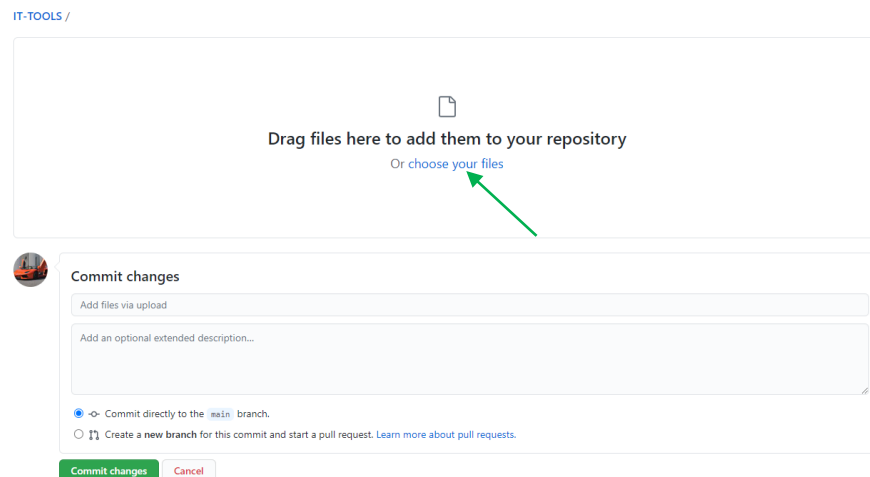 IT-TOOLS /
Drag files here to add them to your repository
Or choose your files
Commit changes
Add files via upload
Add an optional extended description...
Commit directly to the main branch.
Create a new branch for this commit and start a pull request. Learn more about pull requests.
Commit changes Cancel